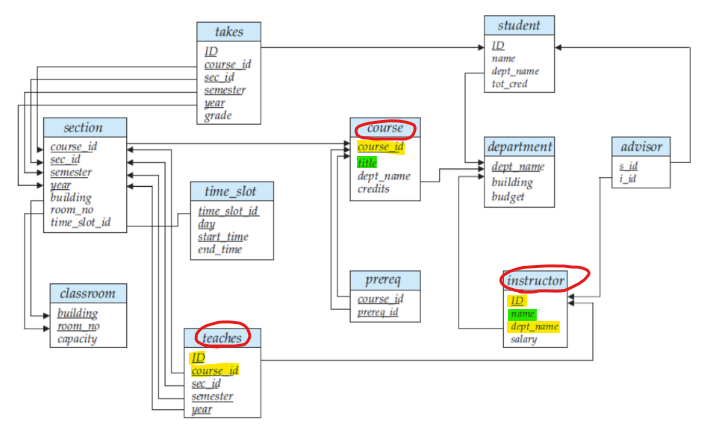 takes
ID
course_id
sec_id
semester
year
grade
student
ID
name
dept_name
tot_cred
section
course_id
sec_id
semester
year
building
room_no
time_slot_id
course
course_id
title
dept_name
credits
department
dept_name
building
budget
advisor
s_id
i_id
time_slot
time_slot_id
day
start_time
end_time
prereq
course_id
prereq_id
instructor
ID
name
dept_name
salary
classroom
building
room_no
capacity
teaches
ID
course_id
sec_id
semester
year